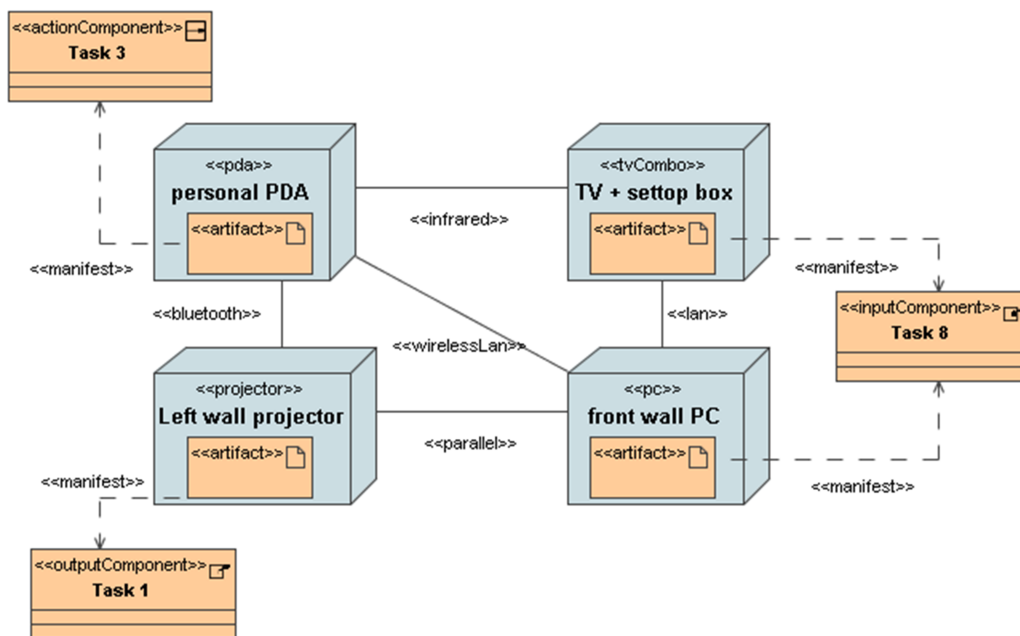 <<actionComponent>>
Task 3
<<pda>>
personal PDA
<<artifact>>
<<tvCombo>>
TV + settop box
<<artifact>>
<<infrared>>
<<manifest>>
<<manifest>>
<<bluetooth>>
<<lan>>
<<inputComponent>>
Task 8
<<wirelessLan>>
<<projector>>
Left wall projector
<<artifact>>
<<pc>>
front wall PC
<<artifact>>
<<parallel>>
<<manifest>>
<<manifest>>
<<outputComponent>>
Task 1